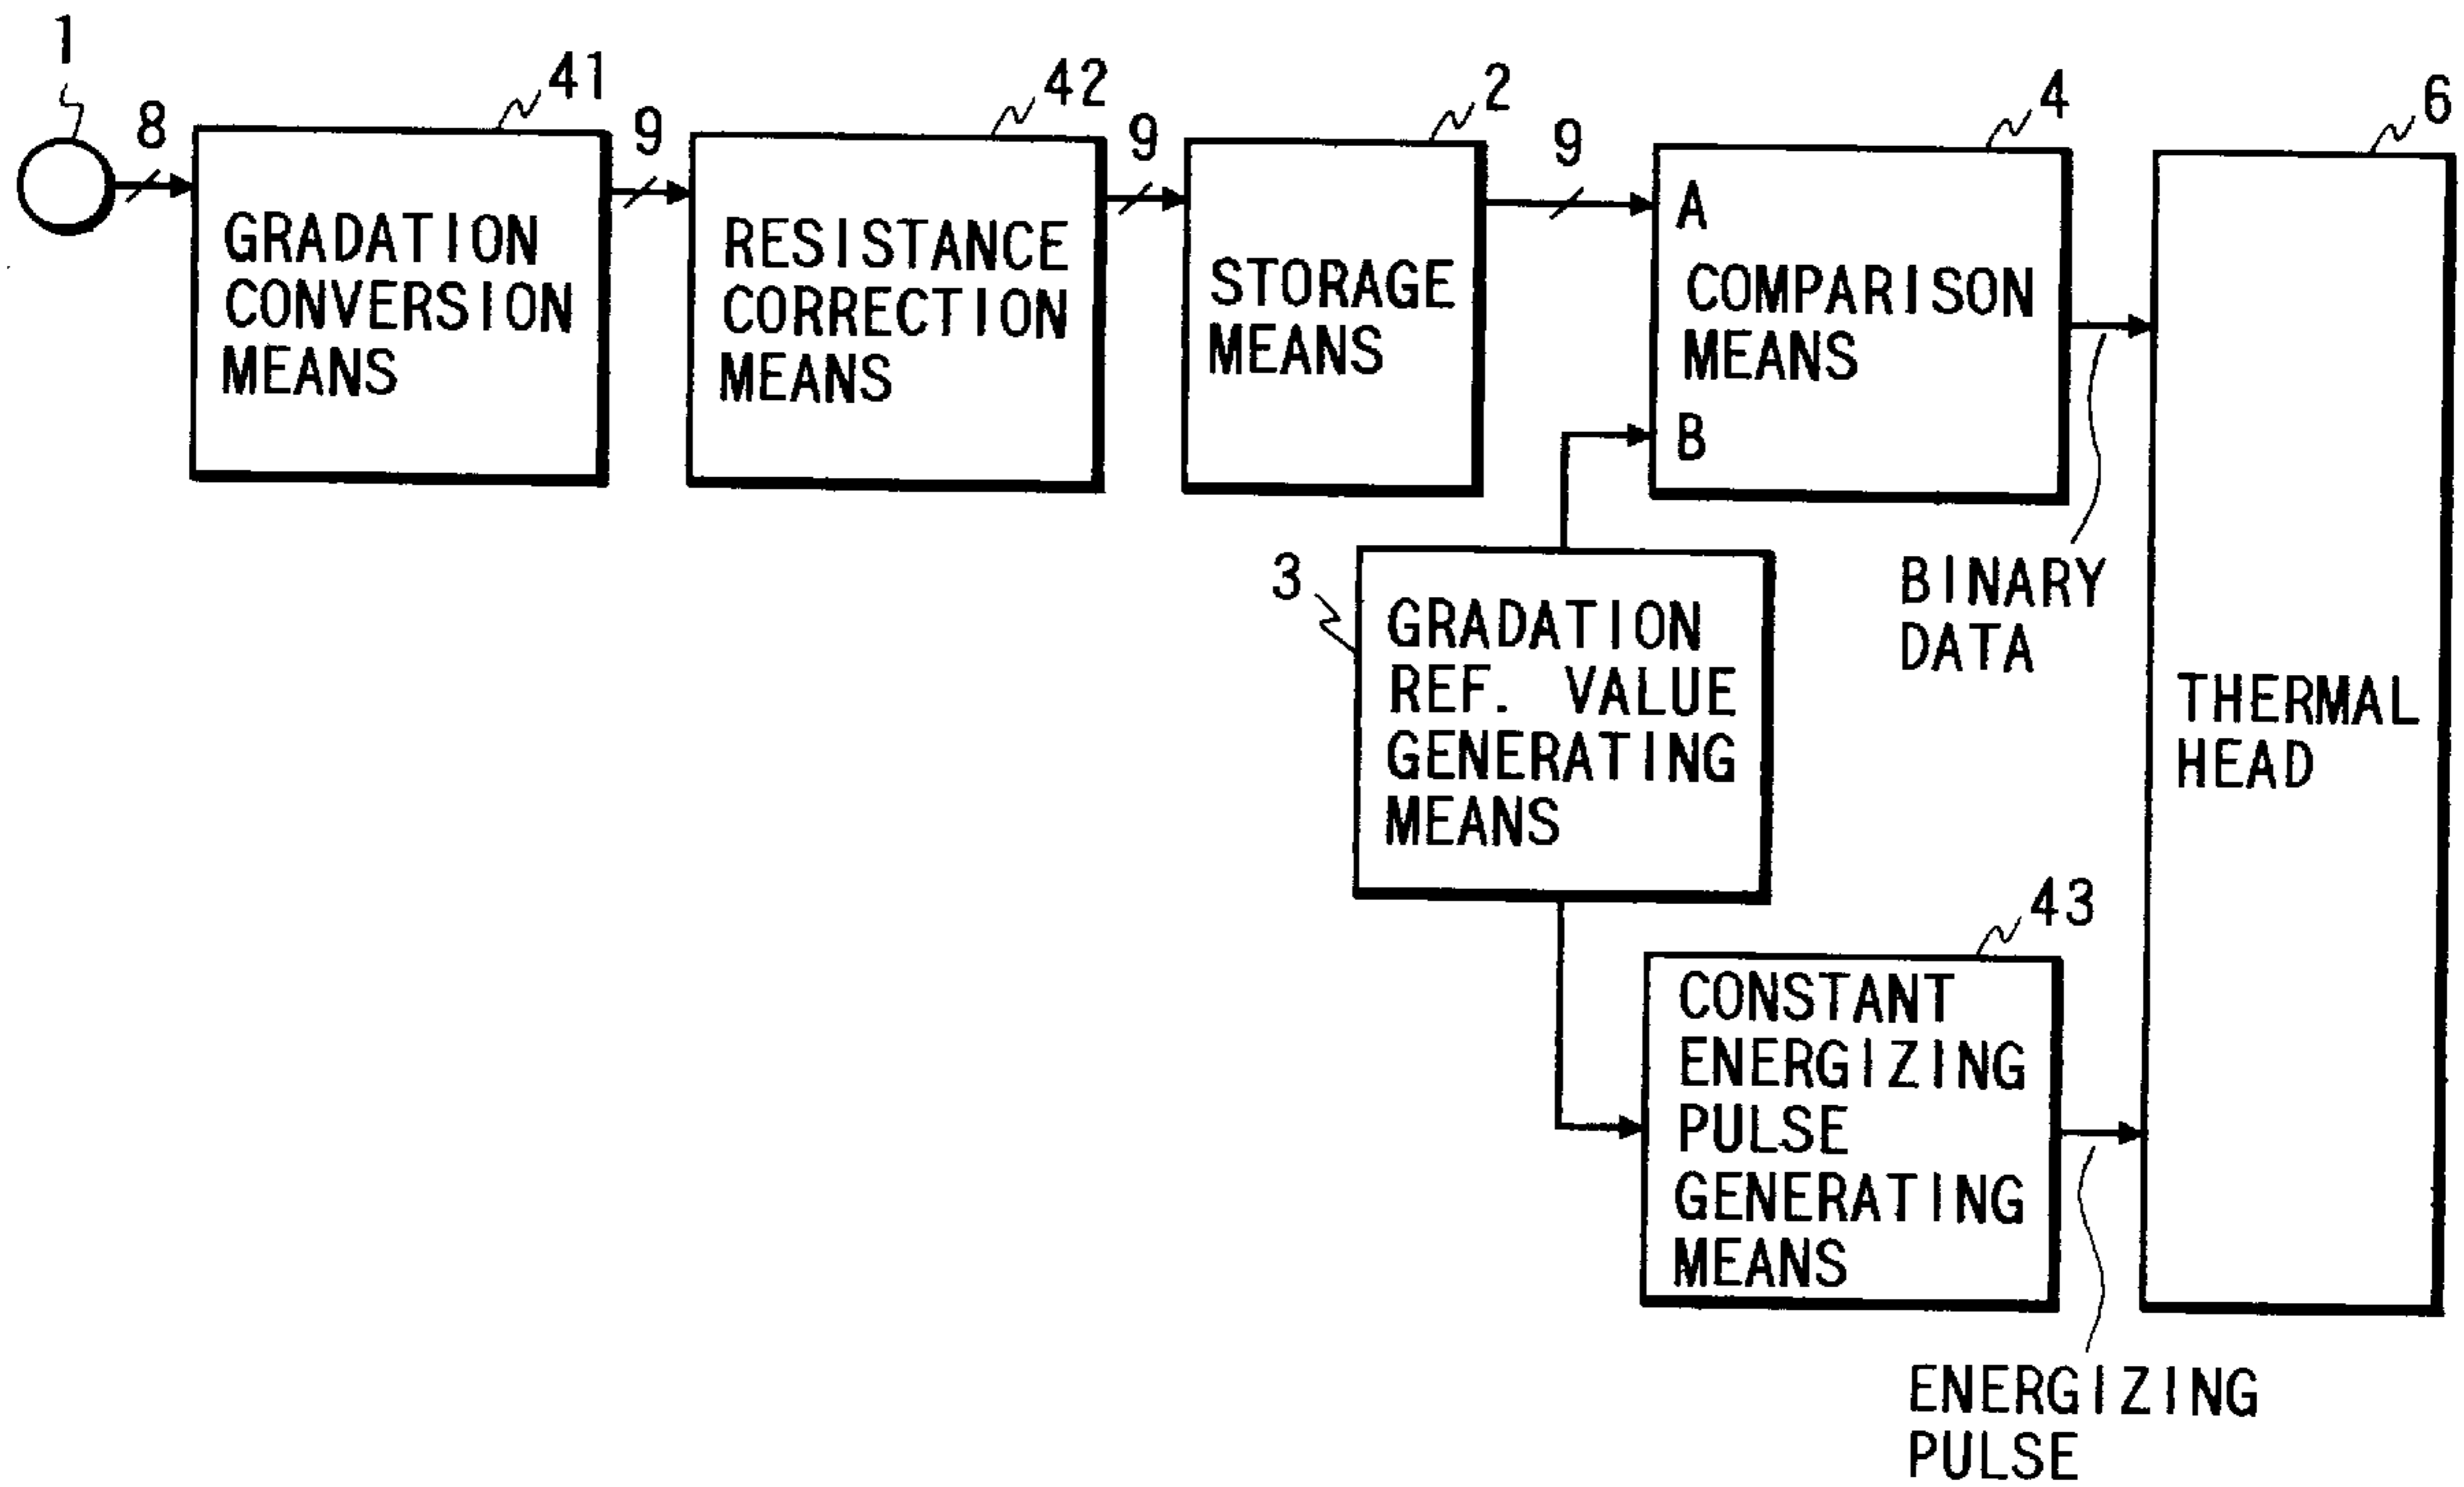 1
8
41
GRADATION
CONVERSION
MEANS
9
42
RESISTANCE
CORRECTION
MEANS
9
2
STORAGE
MEANS
9
4
A
COMPARISON
MEANS
B
6
THERMAL
HEAD
BINARY
DATA
3
GRADATION
REF. VALUE
GENERATING
MEANS
43
CONSTANT
ENERGIZING
PULSE
GENERATING
MEANS
ENERGIZING
PULSE